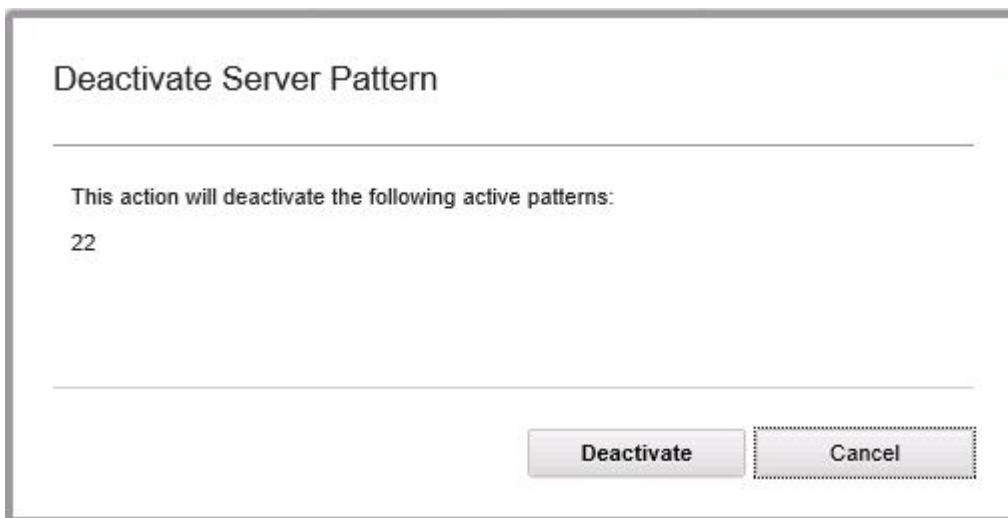 Deactivate Server Pattern
This action will deactivate the following active patterns:
22
Deactivate
Cancel